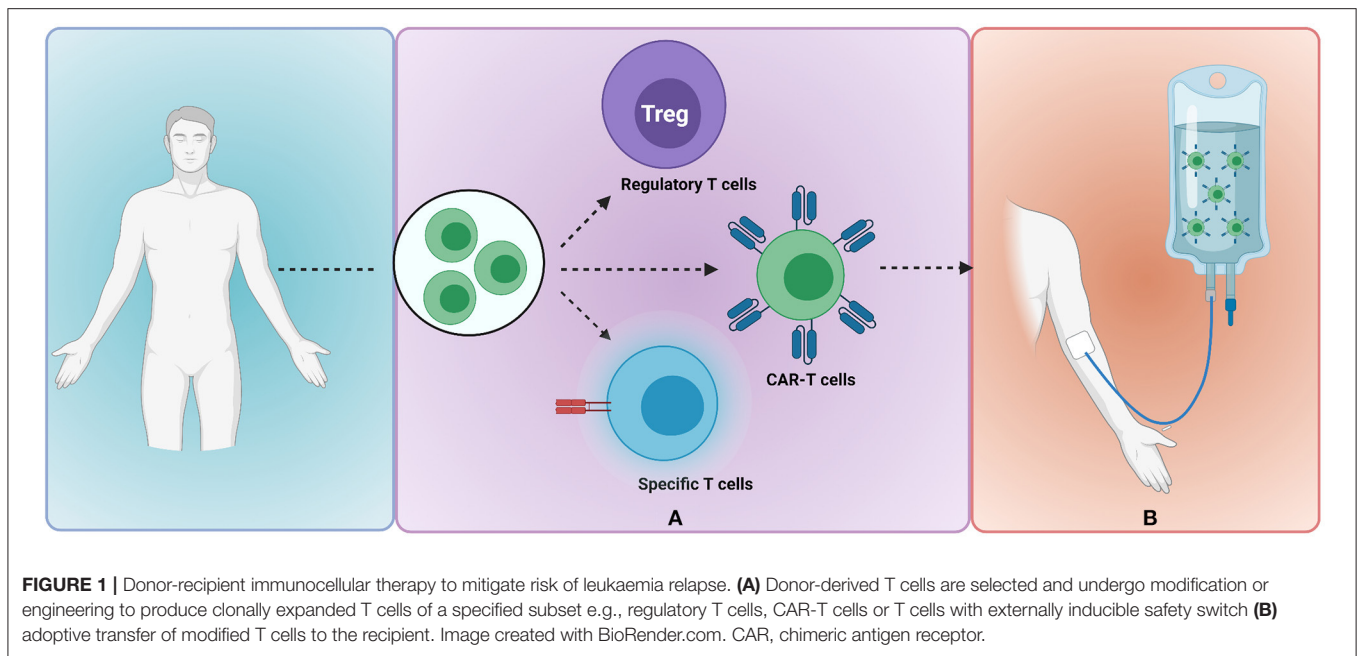 Treg
Regulatory T cells
CAR-T cells
Specific T cells
A
B
FIGURE 1 | Donor-recipient immunocellular therapy to mitigate risk of leukaemia relapse. (A) Donor-derived T cells are selected and undergo modification or
engineering to produce clonally expanded T cells of a specified subset e.g., regulatory T cells, CAR-T cells or T cells with externally inducible safety switch (B)
adoptive transfer of modified T cells to the recipient. Image created with BioRender.com. CAR, chimeric antigen receptor.